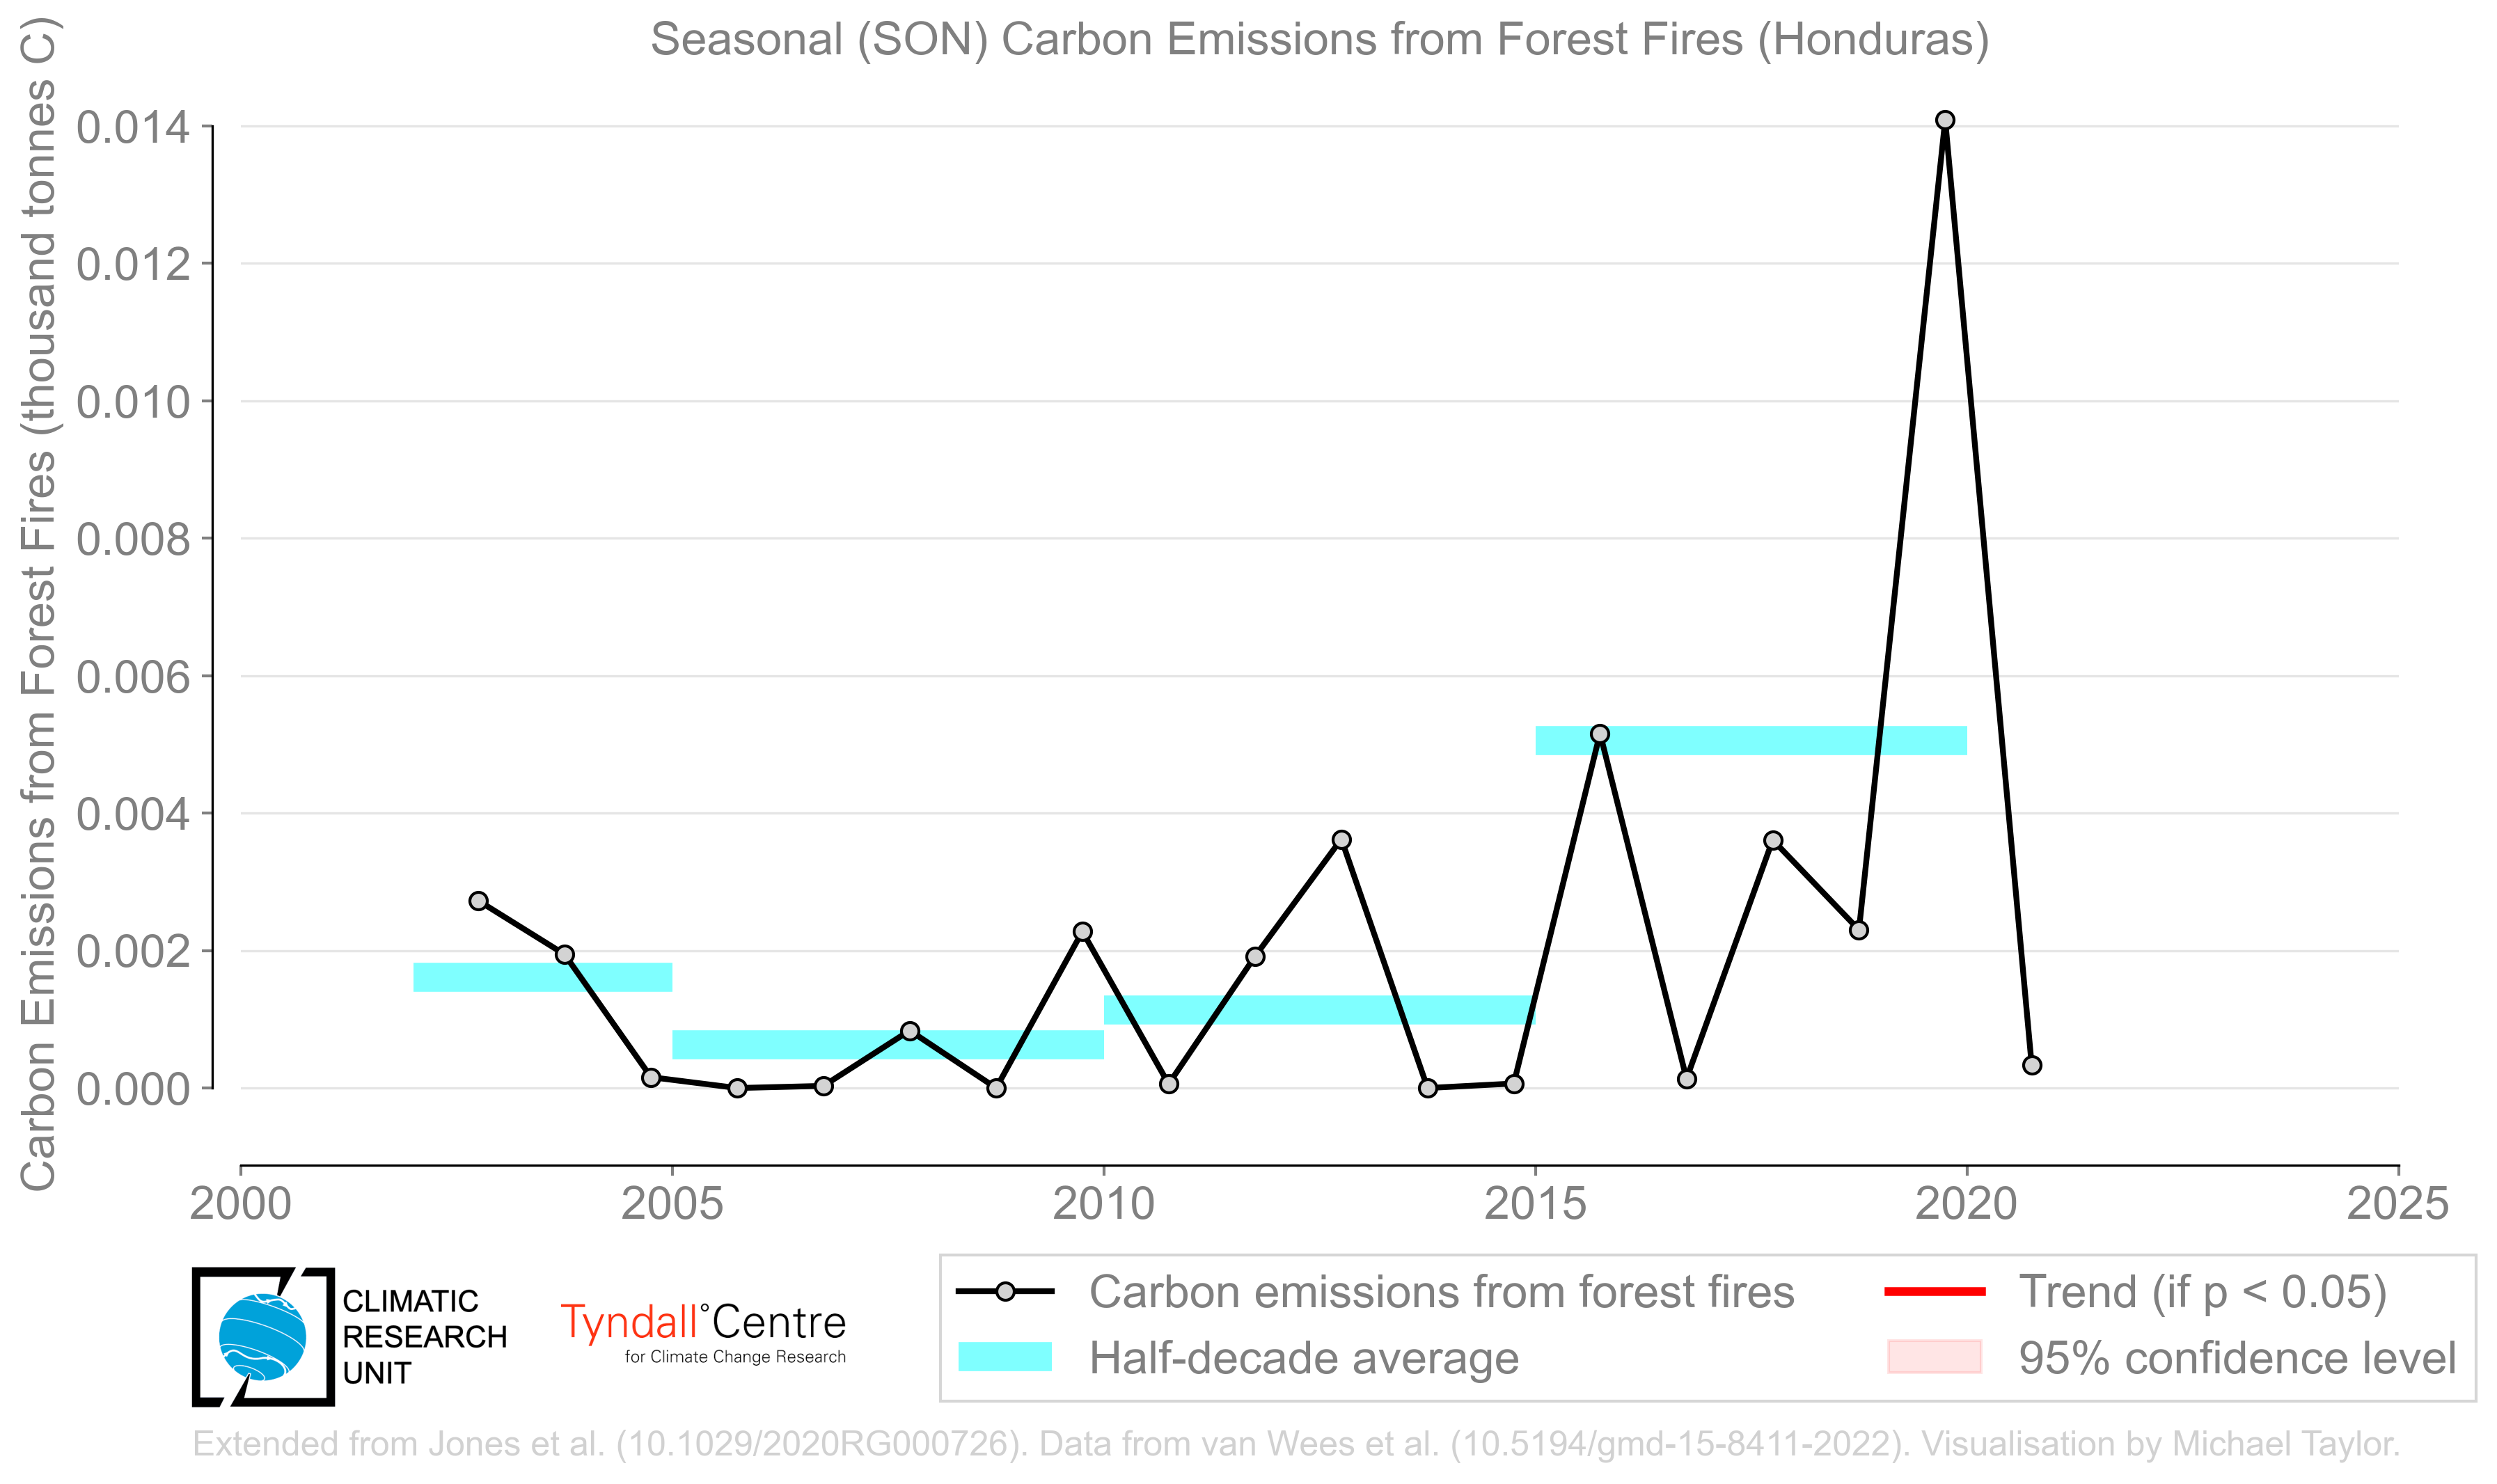 Seasonal (SON) Carbon Emissions from Forest Fires (Honduras)
Carbon Emissions from Forest Fires (thousand tonnes C)
0.014
0.012
0.010
0.008
0.006
0.004
0.002
0.000
2000 2005 2010 2015 2020 2025
Carbon emissions from forest fires
Half-decade average
Trend (if p < 0.05)
95% confidence level
CLIMATIC
RESEARCH
UNIT
Tyndall°Centre
for Climate Change Research
Extended from Jones et al. (10.1029/2020RG000726). Data from van Wees et al. (10.5194/gmd-15-8411-2022). Visualisation by Michael Taylor.